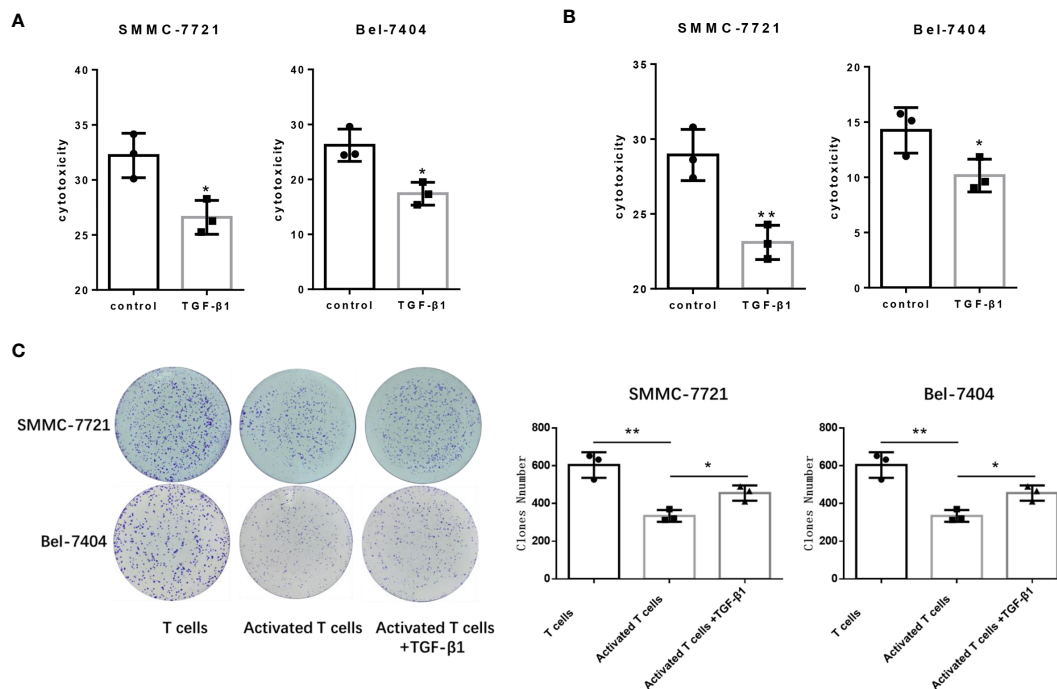 A
SMMC-7721
Bel-7404
cytotoxicity
40
35
30
25
20
*
control
TGF-β1
cytotoxicity
40
30
20
10
0
*
control
TGF-β1
B
SMMC-7721
Bel-7404
cytotoxicity
35
30
25
20
**
control
TGF-β1
cytotoxicity
20
15
10
5
0
*
control
TGF-β1
C
SMMC-7721
Bel-7404
T cells
Activated T cells
Activated T cells
+TGF-β1
SMMC-7721
Clones Nnumber
800
600
400
200
0
**
*
T cells
Activated T cells
Activated T cells +TGF-β1
Bel-7404
Clones Nnumber
800
600
400
200
0
**
*
T cells
Activated T cells
Activated T cells +TGF-β1